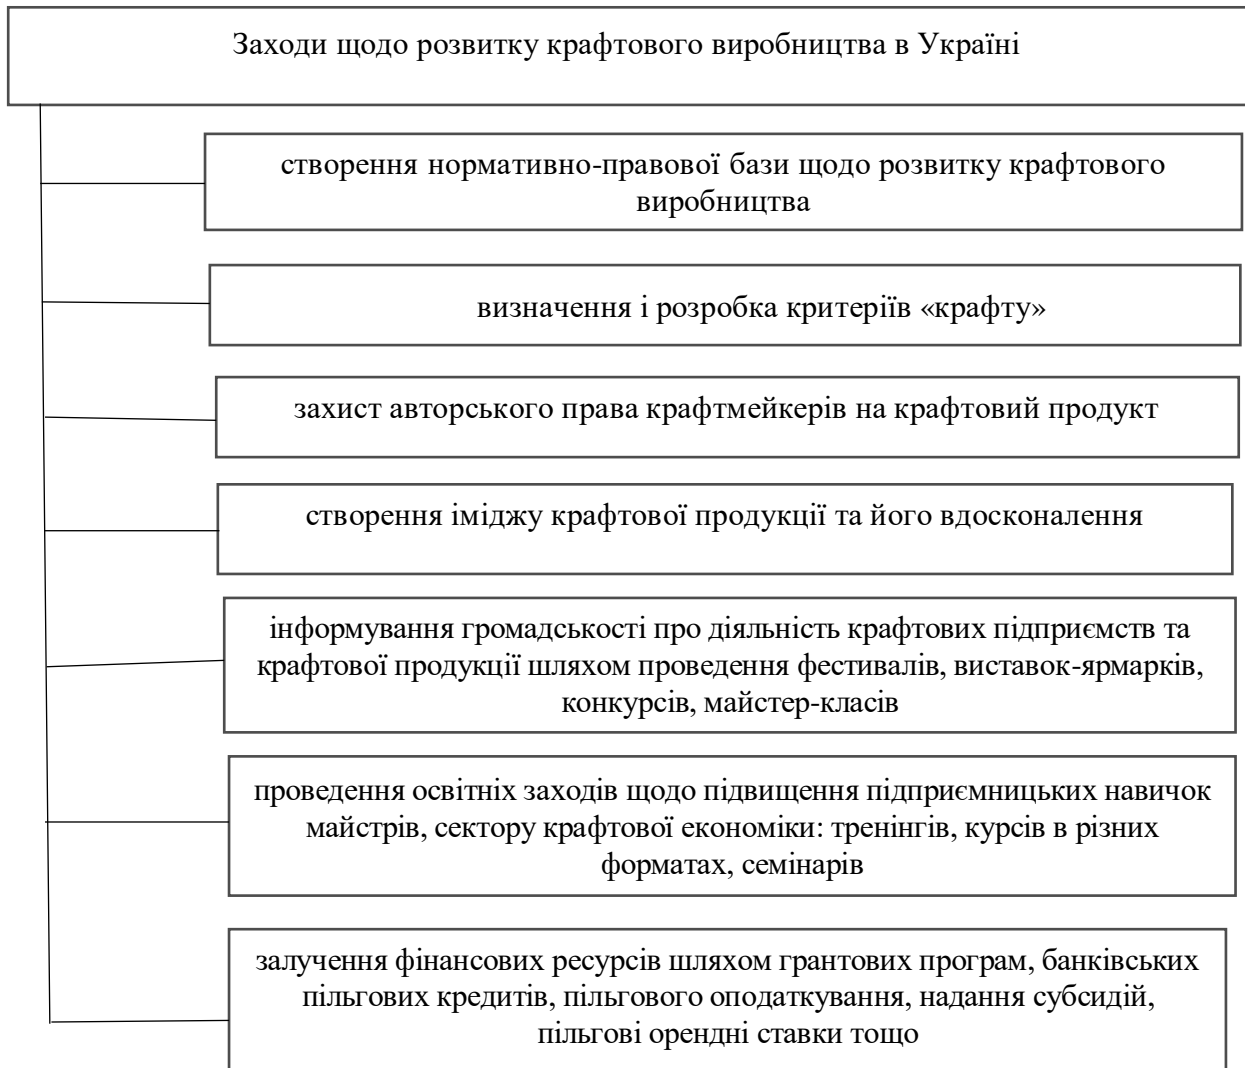 Заходи щодо розвитку крафтового виробництва в Україні
створення нормативно-правової бази щодо розвитку крафтового
виробництва
визначення і розробка критеріїв «крафту»
захист авторського права крафтмейкерів на крафтовий продукт
створення іміджу крафтової продукції та його вдосконалення
інформування громадськості про діяльність крафтових підприємств та
крафтової продукції шляхом проведення фестивалів, виставок-ярмарків,
конкурсів, майстер-класів
проведення освітніх заходів щодо підвищення підприємницьких навичок
майстрів, сектору крафтової економіки: тренінгів, курсів в різних
форматах, семінарів
залучення фінансових ресурсів шляхом грантових програм, банківських
пільгових кредитів, пільгового оподаткування, надання субсидій,
пільгові орендні ставки тощо